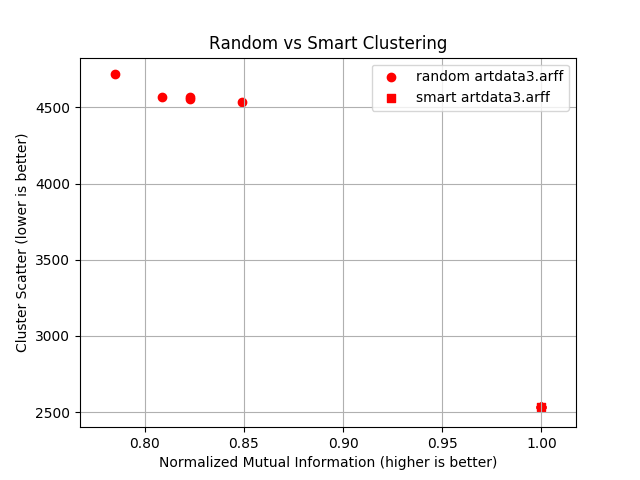 Random vs Smart Clustering
random artdata3.arff
smart artdata3.arff
Cluster Scatter (lower is better)
4500
4000
3500
3000
2500
0.80 0.85 0.90 0.95 1.00
Normalized Mutual Information (higher is better)